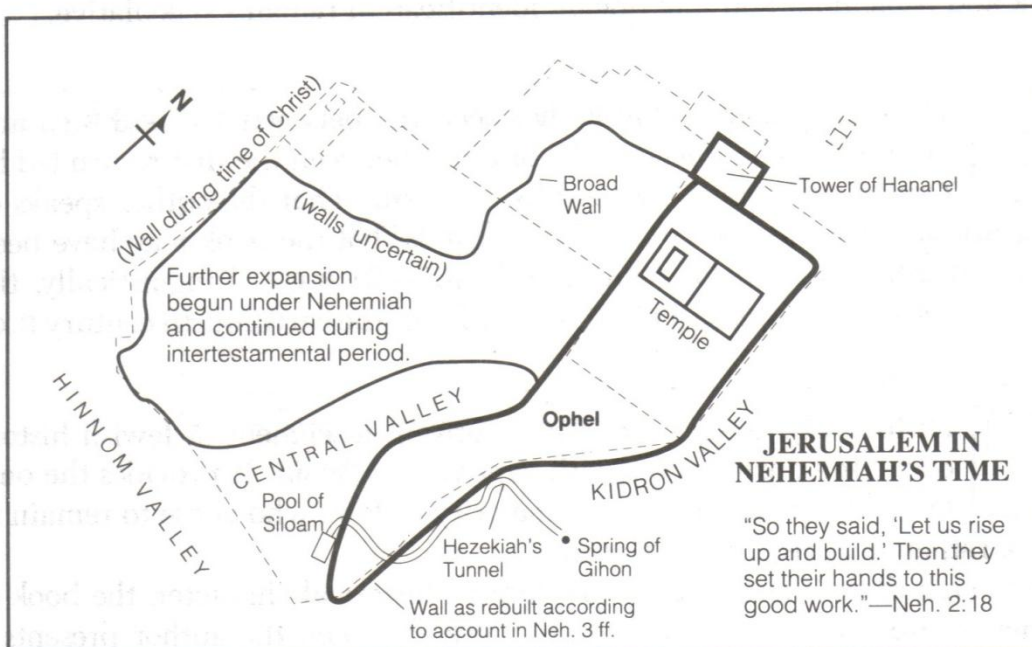 N
(Wall during time of Christ)
(walls uncertain)
Broad
Wall
Tower of Hananel
Further expansion
begun under Nehemiah
and continued during
intertestamental period.
Temple
HINNOM VALLEY
CENTRAL VALLEY
Ophel
KIDRON VALLEY
Pool of
Siloam
Hezekiah's
Tunnel
Spring of
Gihon
Wall as rebuilt according
to account in Neh. 3 ff.
JERUSALEM IN
NEHEMIAH'S TIME
“So they said, ‘Let us rise
up and build.’ Then they
set their hands to this
good work.”—Neh. 2:18